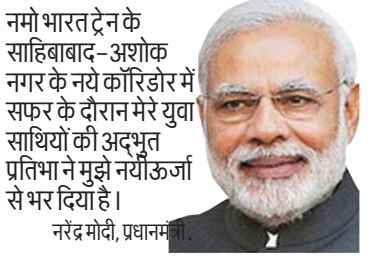 नमो भारत ट्रेन के
साहिबाबाद-अशोक
नगर के नये कॉरिडोर में
सफर के दौरान मेरे युवा
साथियों की अद्भुत
प्रतिभा ने मुझे नयीऊर्जा
से भर दिया है।
नरेंद्र मोदी, प्रधानमंत्री.